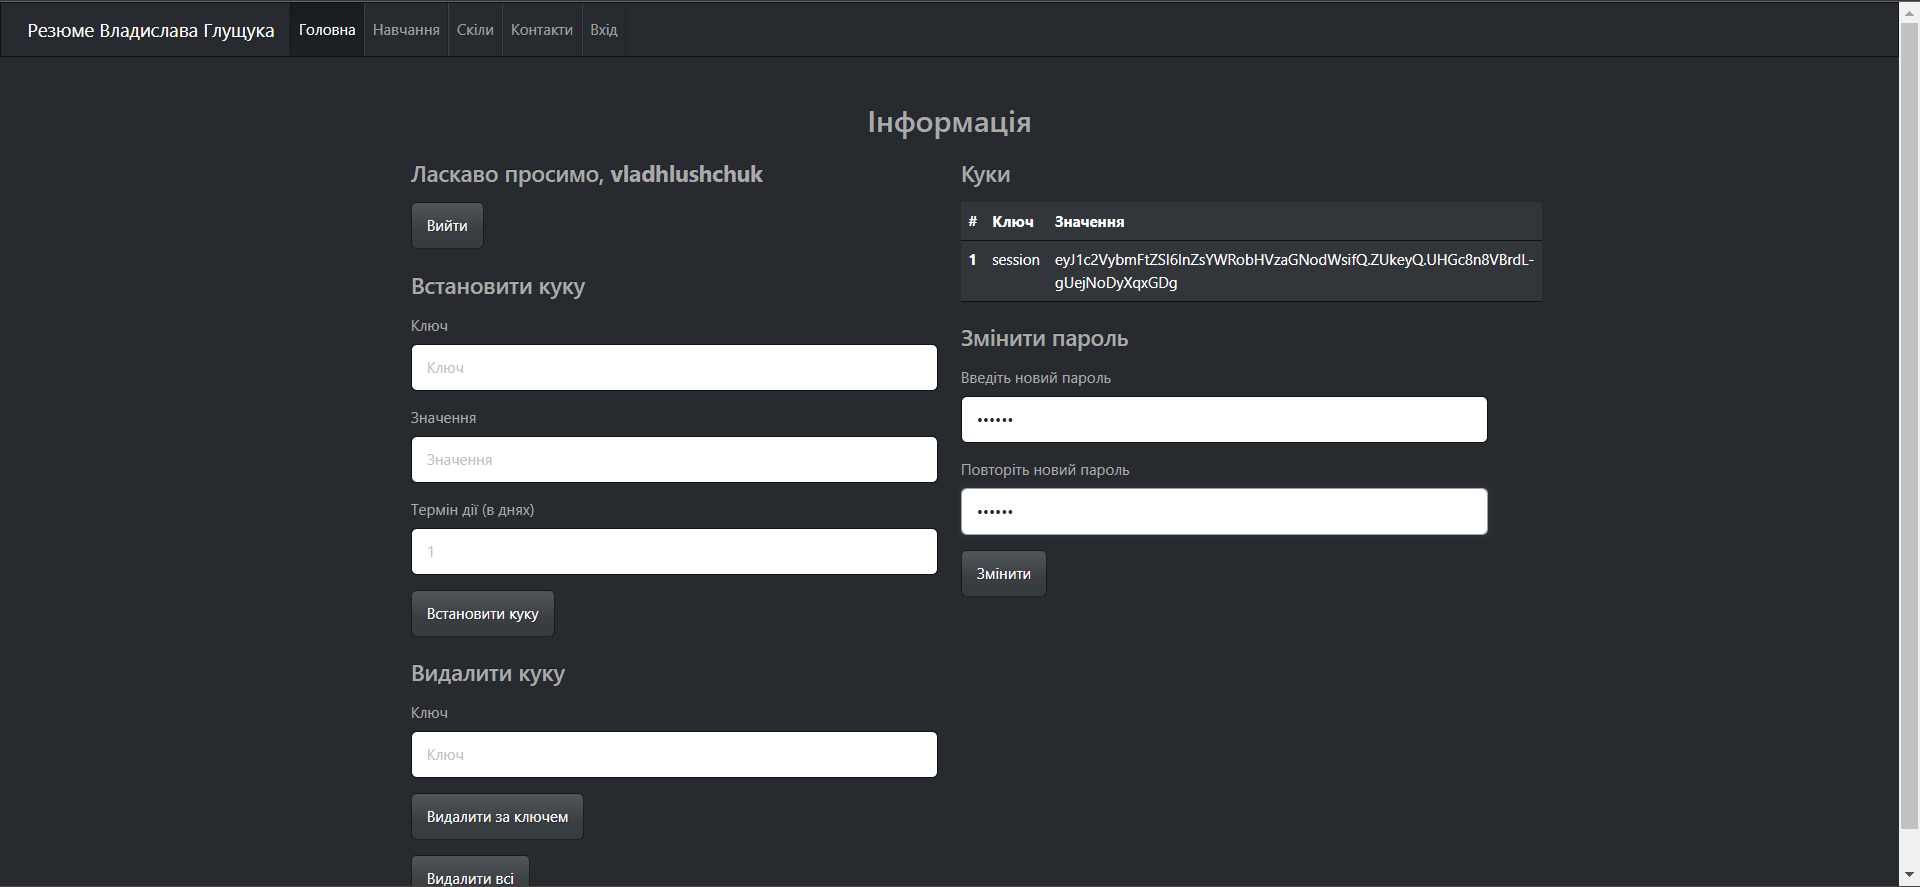 Резюме Владислава Глущука
Головна
Навчання
Скіли
Контакти
Вхід
Інформація
Ласкаво просимо, vladhlushchuk
Вийти
Встановити куку
Ключ
Ключ
Значення
Значення
Термін дії (в днях)
1
Встановити куку
Видалити куку
Ключ
Ключ
Видалити за ключем
Видалити всі
Куки
# Ключ Значення
1 session eyJ1c2VybmFtZSI6InZsYWRobHVzaGNodWsifQ.ZUkeyQ.UHGc8n8VBrdL-
gUejNoDyXqxGDg
Змінити пароль
Введіть новий пароль
••••••
Повторіть новий пароль
••••••
Змінити